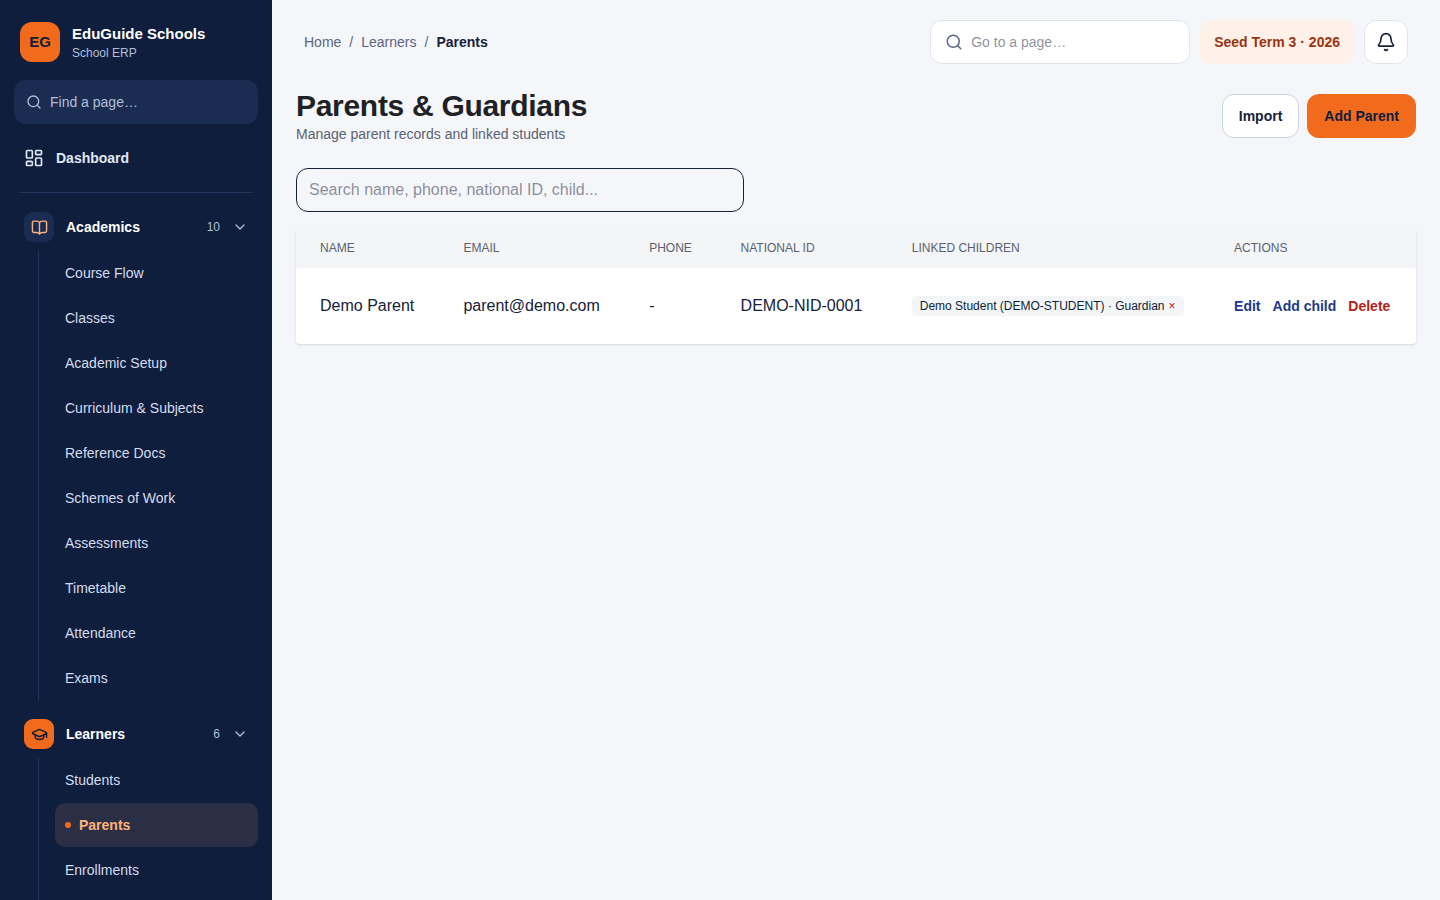 EG
EduGuide Schools
School ERP
Find a page…
Dashboard
Academics 10
Course Flow
Classes
Academic Setup
Curriculum & Subjects
Reference Docs
Schemes of Work
Assessments
Timetable
Attendance
Exams
Learners 6
Students
Parents
Enrollments
Home / Learners / Parents
Go to a page…
Seed Term 3 · 2026
Parents & Guardians
Manage parent records and linked students
Import
Add Parent
Search name, phone, national ID, child...
NAME EMAIL PHONE NATIONAL ID LINKED CHILDREN ACTIONS
Demo Parent parent@demo.com - DEMO-NID-0001 Demo Student (DEMO-STUDENT) · Guardian × Edit Add child Delete